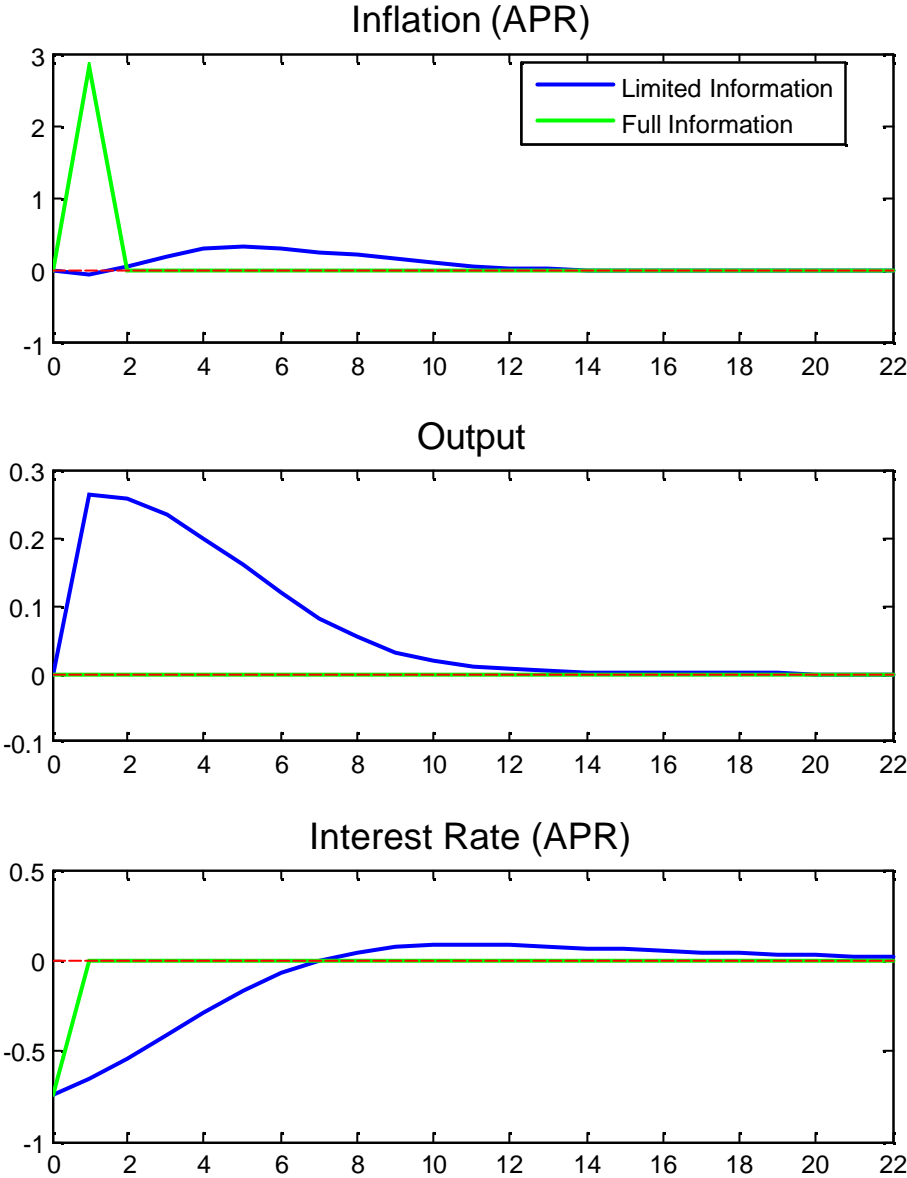 Inflation (APR)
3
2
1
0
-1
Limited Information
Full Information
0 2 4 6 8 10 12 14 16 18 20 22
Output
0.3
0.2
0.1
0
-0.1
0 2 4 6 8 10 12 14 16 18 20 22
Interest Rate (APR)
0.5
0
-0.5
-1
0 2 4 6 8 10 12 14 16 18 20 22